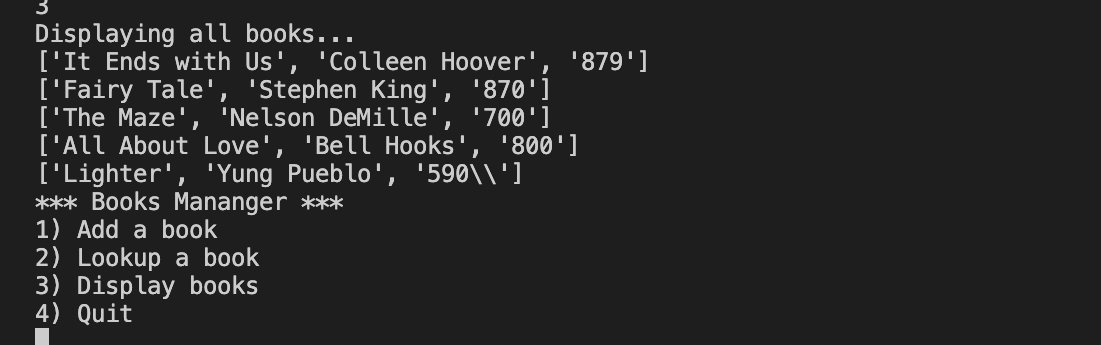 3
Displaying all books...
['It Ends with Us', 'Colleen Hoover', '879']
['Fairy Tale', 'Stephen King', '870']
['The Maze', 'Nelson DeMille', '700']
['All About Love', 'Bell Hooks', '800']
['Lighter', 'Yung Pueblo', '590\\']
*** Books Mananger ***
1) Add a book
2) Lookup a book
3) Display books
4) Quit